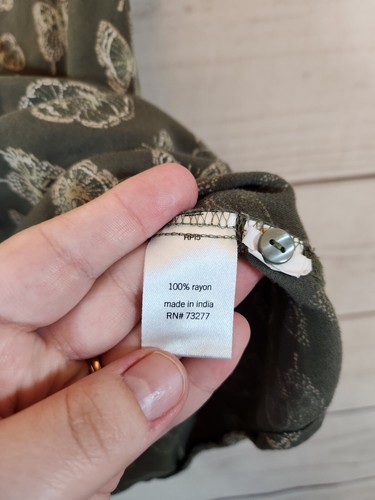 100% rayon
made in india
RN# 73277